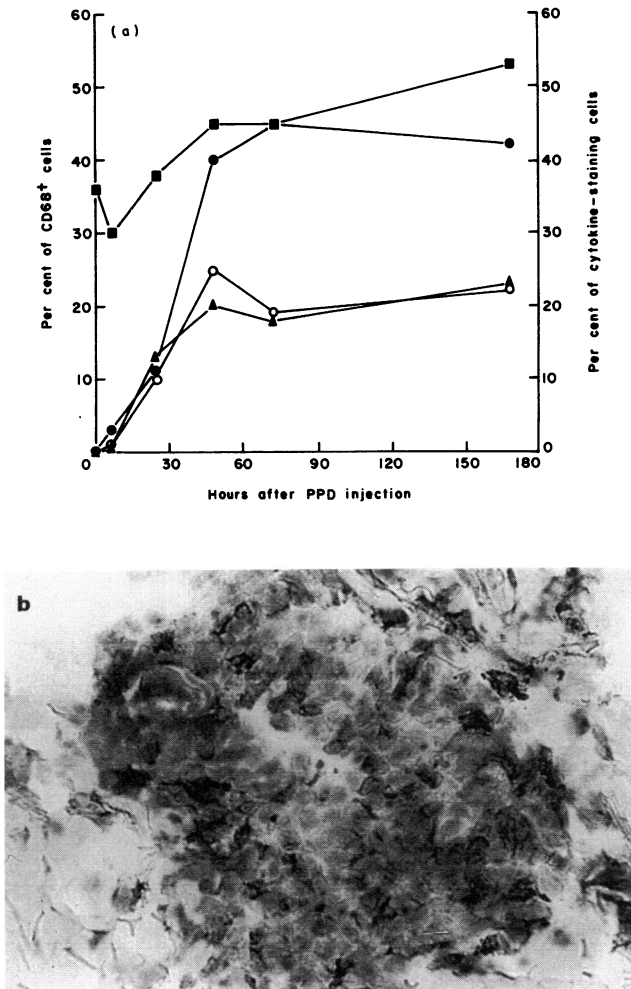 (a)
60
50
40
30
20
10
Per cent of CD68+ cells
60
50
40
30
20
10
0
Per cent of cytokine-staining cells
0 30 60 90 120 150 180
Hours after PPD injection
b